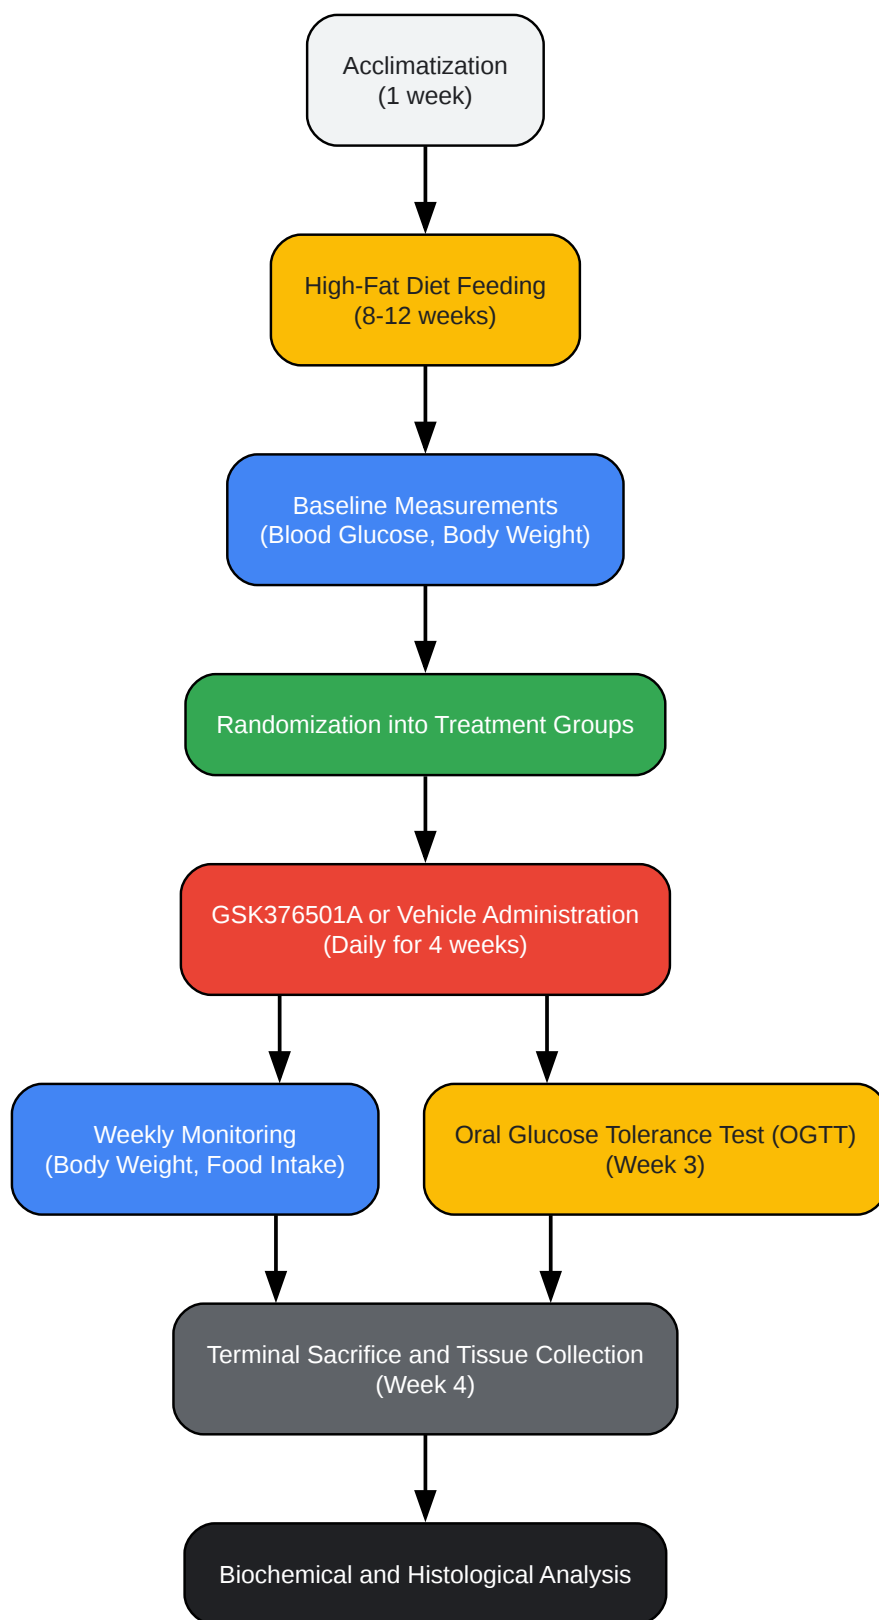 Acclimatization
(1 week)
High-Fat Diet Feeding
(8-12 weeks)
Baseline Measurements
(Blood Glucose, Body Weight)
Randomization into Treatment Groups
GSK376501A or Vehicle Administration
(Daily for 4 weeks)
Weekly Monitoring
(Body Weight, Food Intake)
Oral Glucose Tolerance Test (OGTT)
(Week 3)
Terminal Sacrifice and Tissue Collection
(Week 4)
Biochemical and Histological Analysis